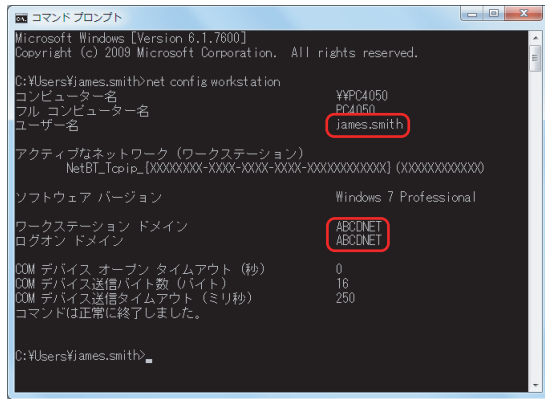 コマンド プロンプト
Microsoft Windows [Version 6.1.7600]
Copyright (c) 2009 Microsoft Corporation.  All rights reserved.
C:¥Users¥james.smith>net config workstation
コンピューター名 ¥¥PC4050
フル コンピューター名 PC4050
ユーザー名 james.smith
アクティブなネットワーク (ワークステーション)
NetBT_Tcpip_[XXXXXXXX-XXXX-XXXX-XXXX-XXXXXXXXXXXX] (XXXXXXXXXXXX)
ソフトウェア バージョン Windows 7 Professional
ワークステーション ドメイン ABCDNET
ログオン ドメイン ABCDNET
COM デバイス オープン タイムアウト (秒) 0
COM デバイス送信バイト数 (バイト) 16
COM デバイス送信タイムアウト (ミリ秒) 250
コマンドは正常に終了しました。
C:¥Users¥james.smith>_